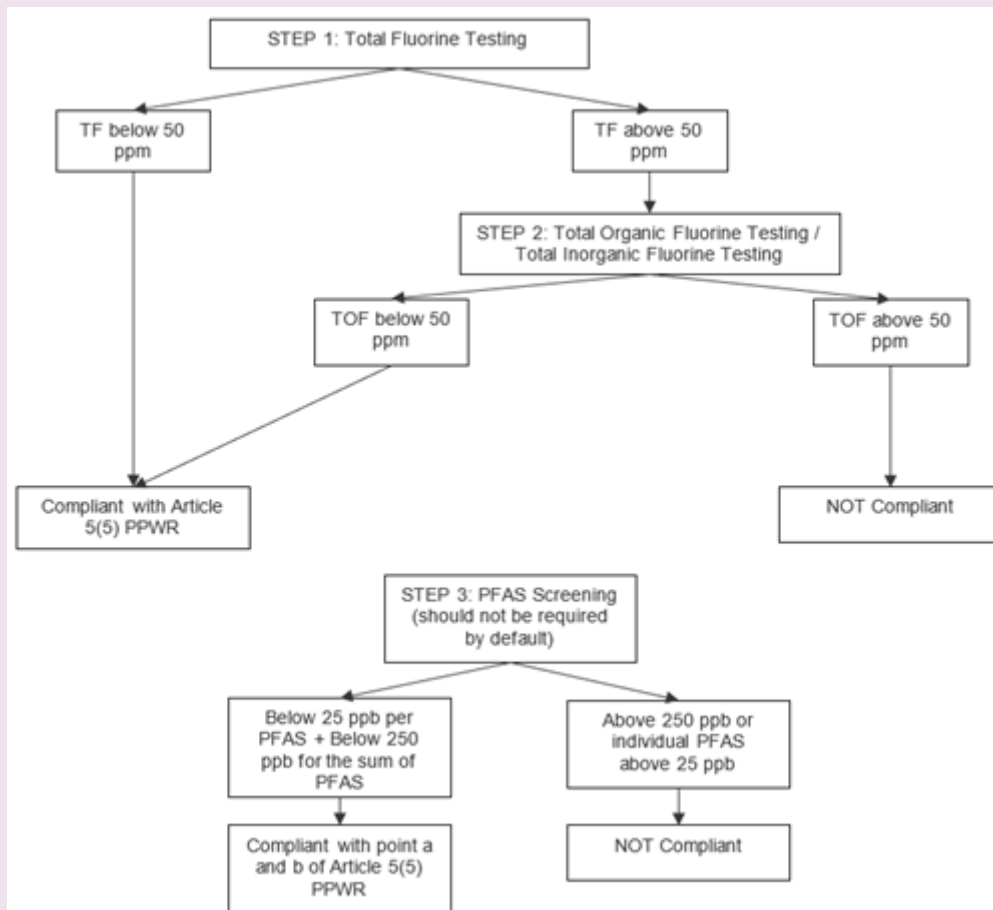 STEP 1: Total Fluorine Testing
TF below 50
ppm
TF above 50
ppm
STEP 2: Total Organic Fluorine Testing /
Total Inorganic Fluorine Testing
TOF below 50
ppm
TOF above 50
ppm
Compliant with Article
5(5) PPWR
NOT Compliant
STEP 3: PFAS Screening
(should not be required
by default)
Below 25 ppb per
PFAS + Below 250
ppb for the sum of
PFAS
Above 250 ppb or
individual PFAS
above 25 ppb
Compliant with point a
and b of Article 5(5)
PPWR
NOT Compliant